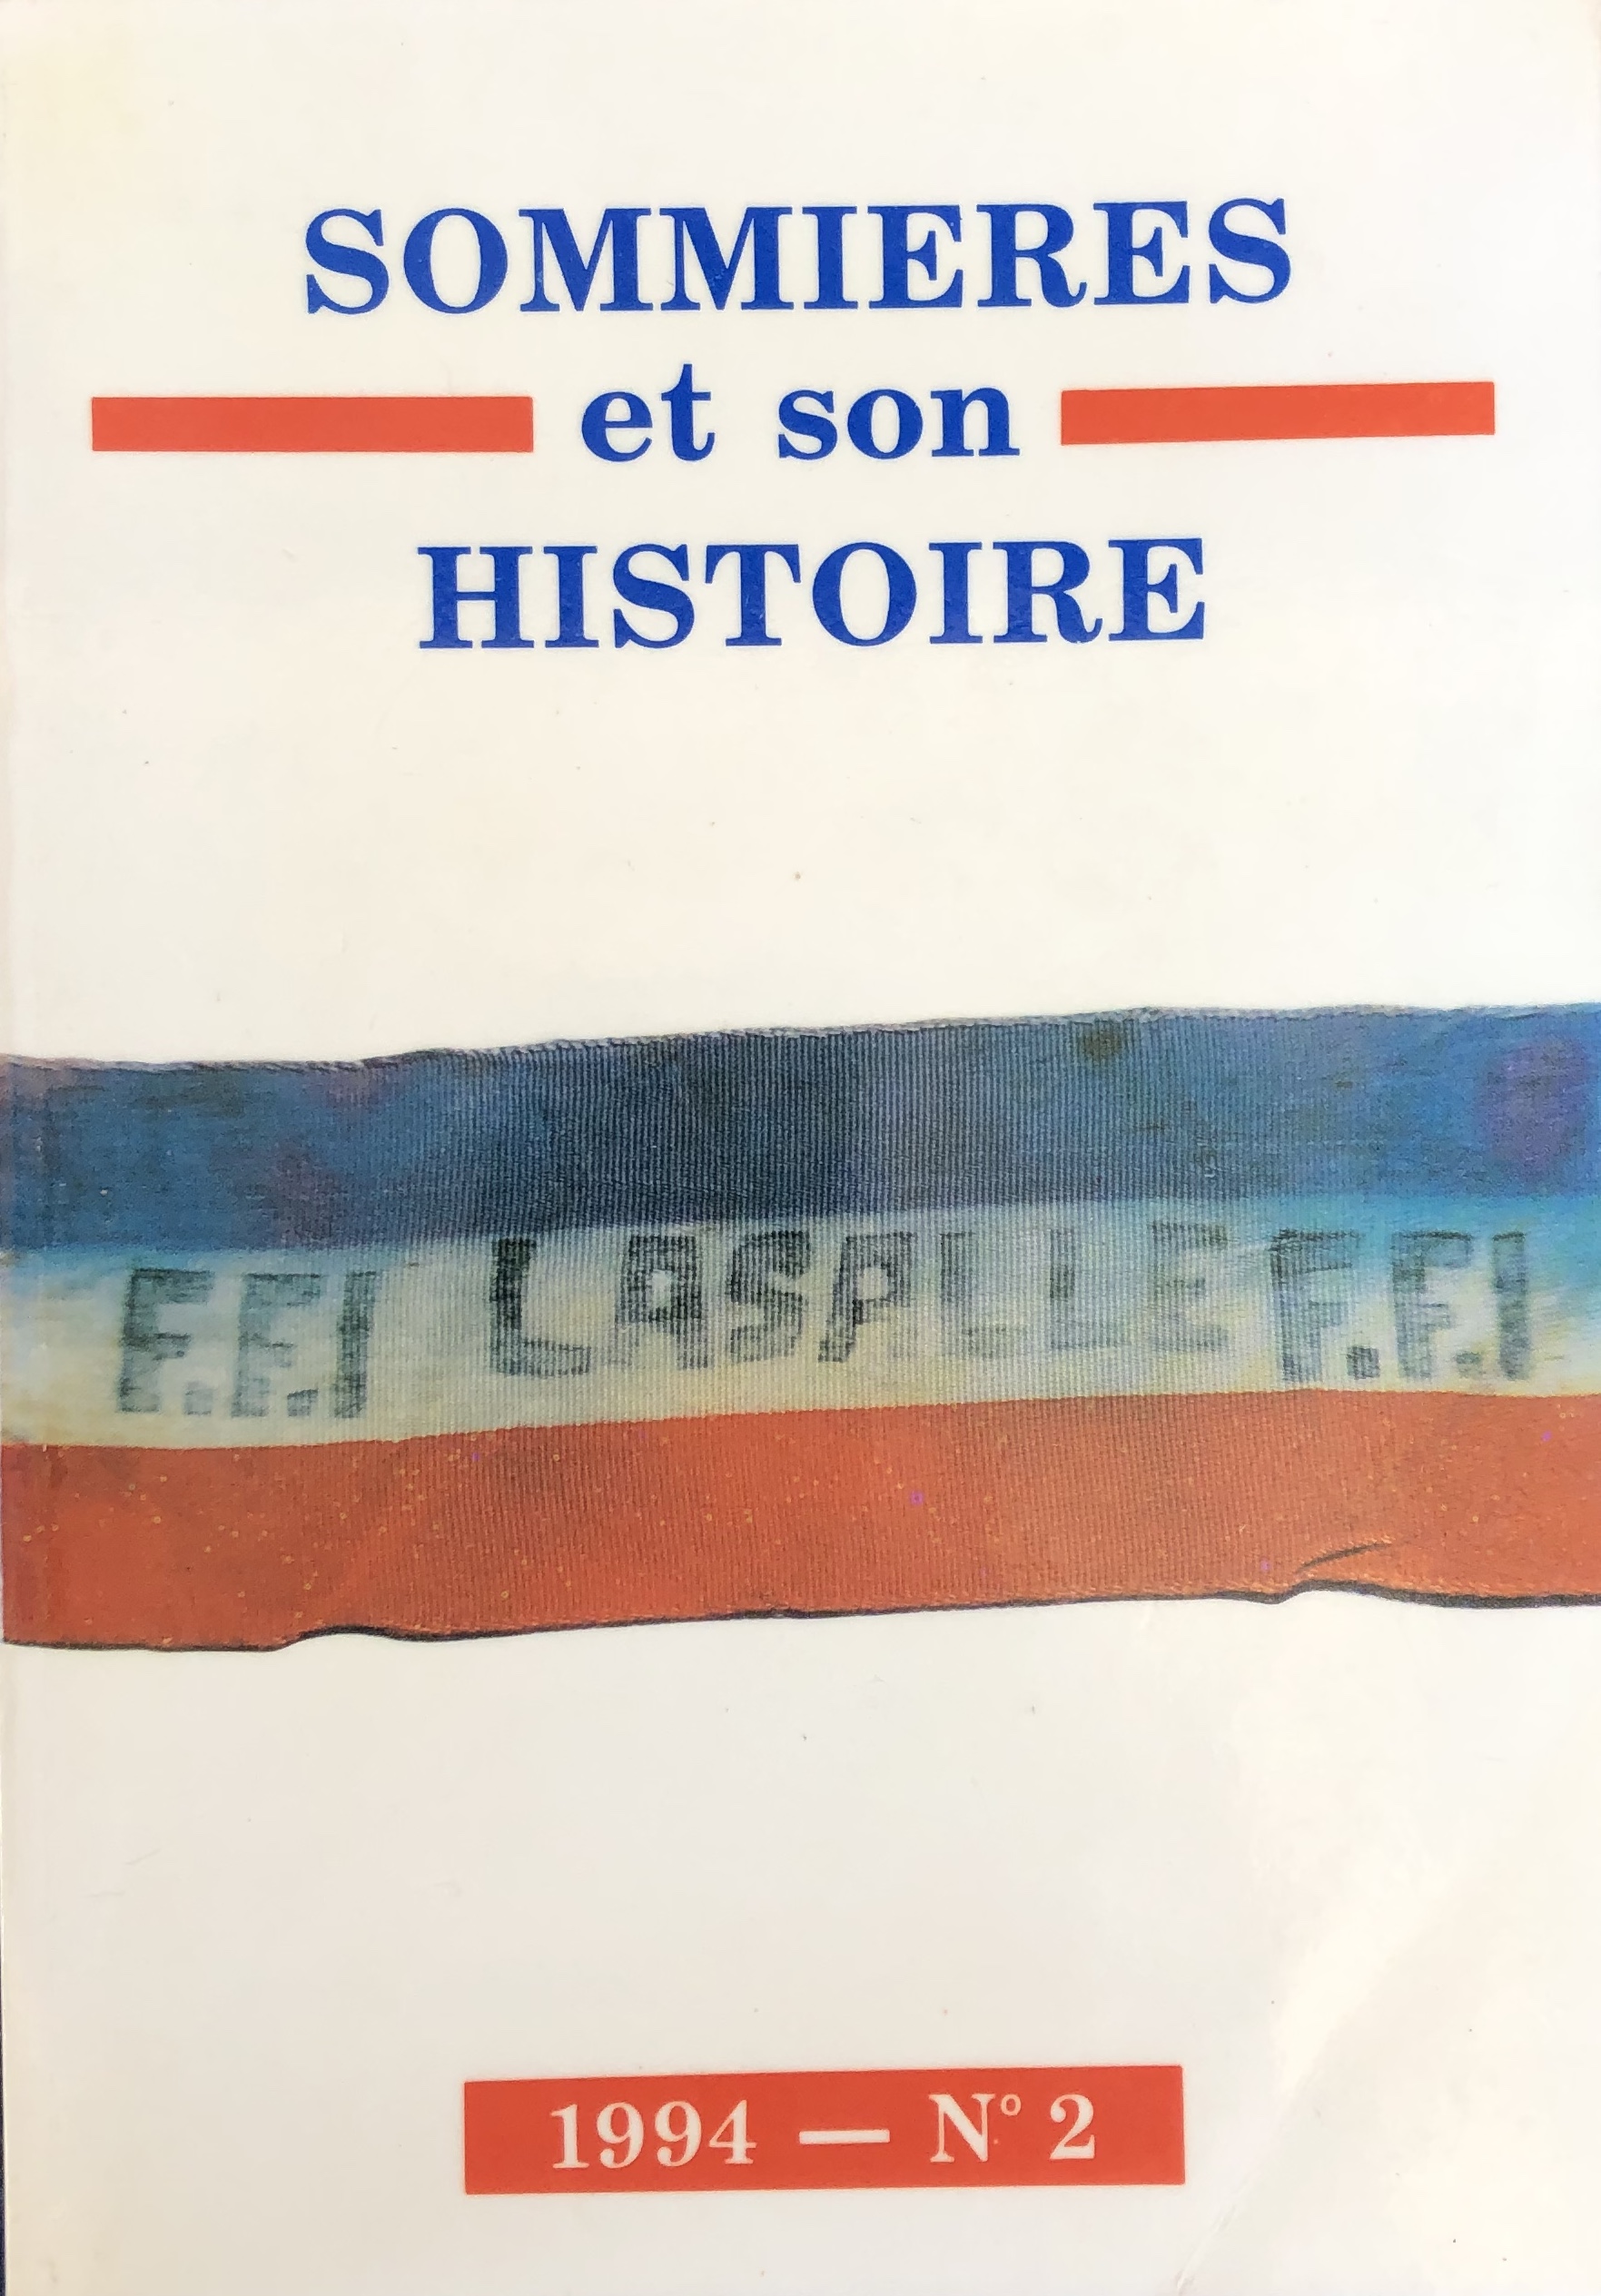 SOMMIERES
et son
HISTOIRE
F.F.I LASALLE F.F.I
1994 — N° 2